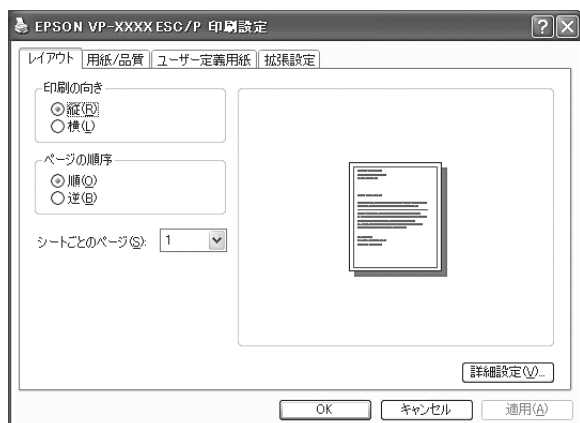 EPSON VP-XXXX ESC/P 印刷設定
レイアウト 用紙/品質 ユーザー定義用紙 拡張設定
印刷の向き
縦(R)
横(L)
ページの順序
順(O)
逆(B)
シートごとのページ(S): 1
詳細設定(V)...
OK キャンセル 適用(A)